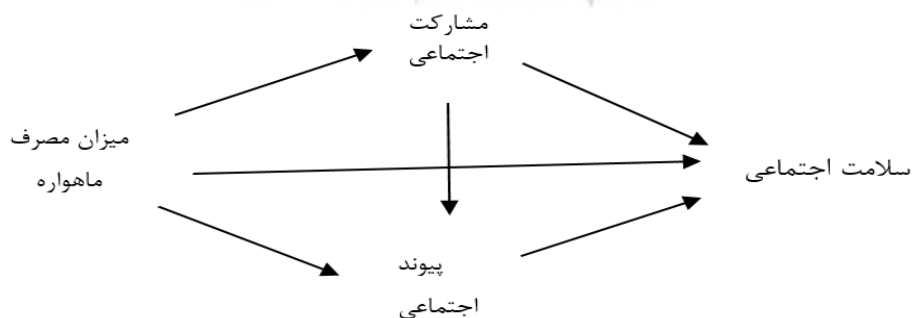 مشارکت
اجتماعی
میزان مصرف
ماهواره
سلامت اجتماعی
پیوند
اجتماعی